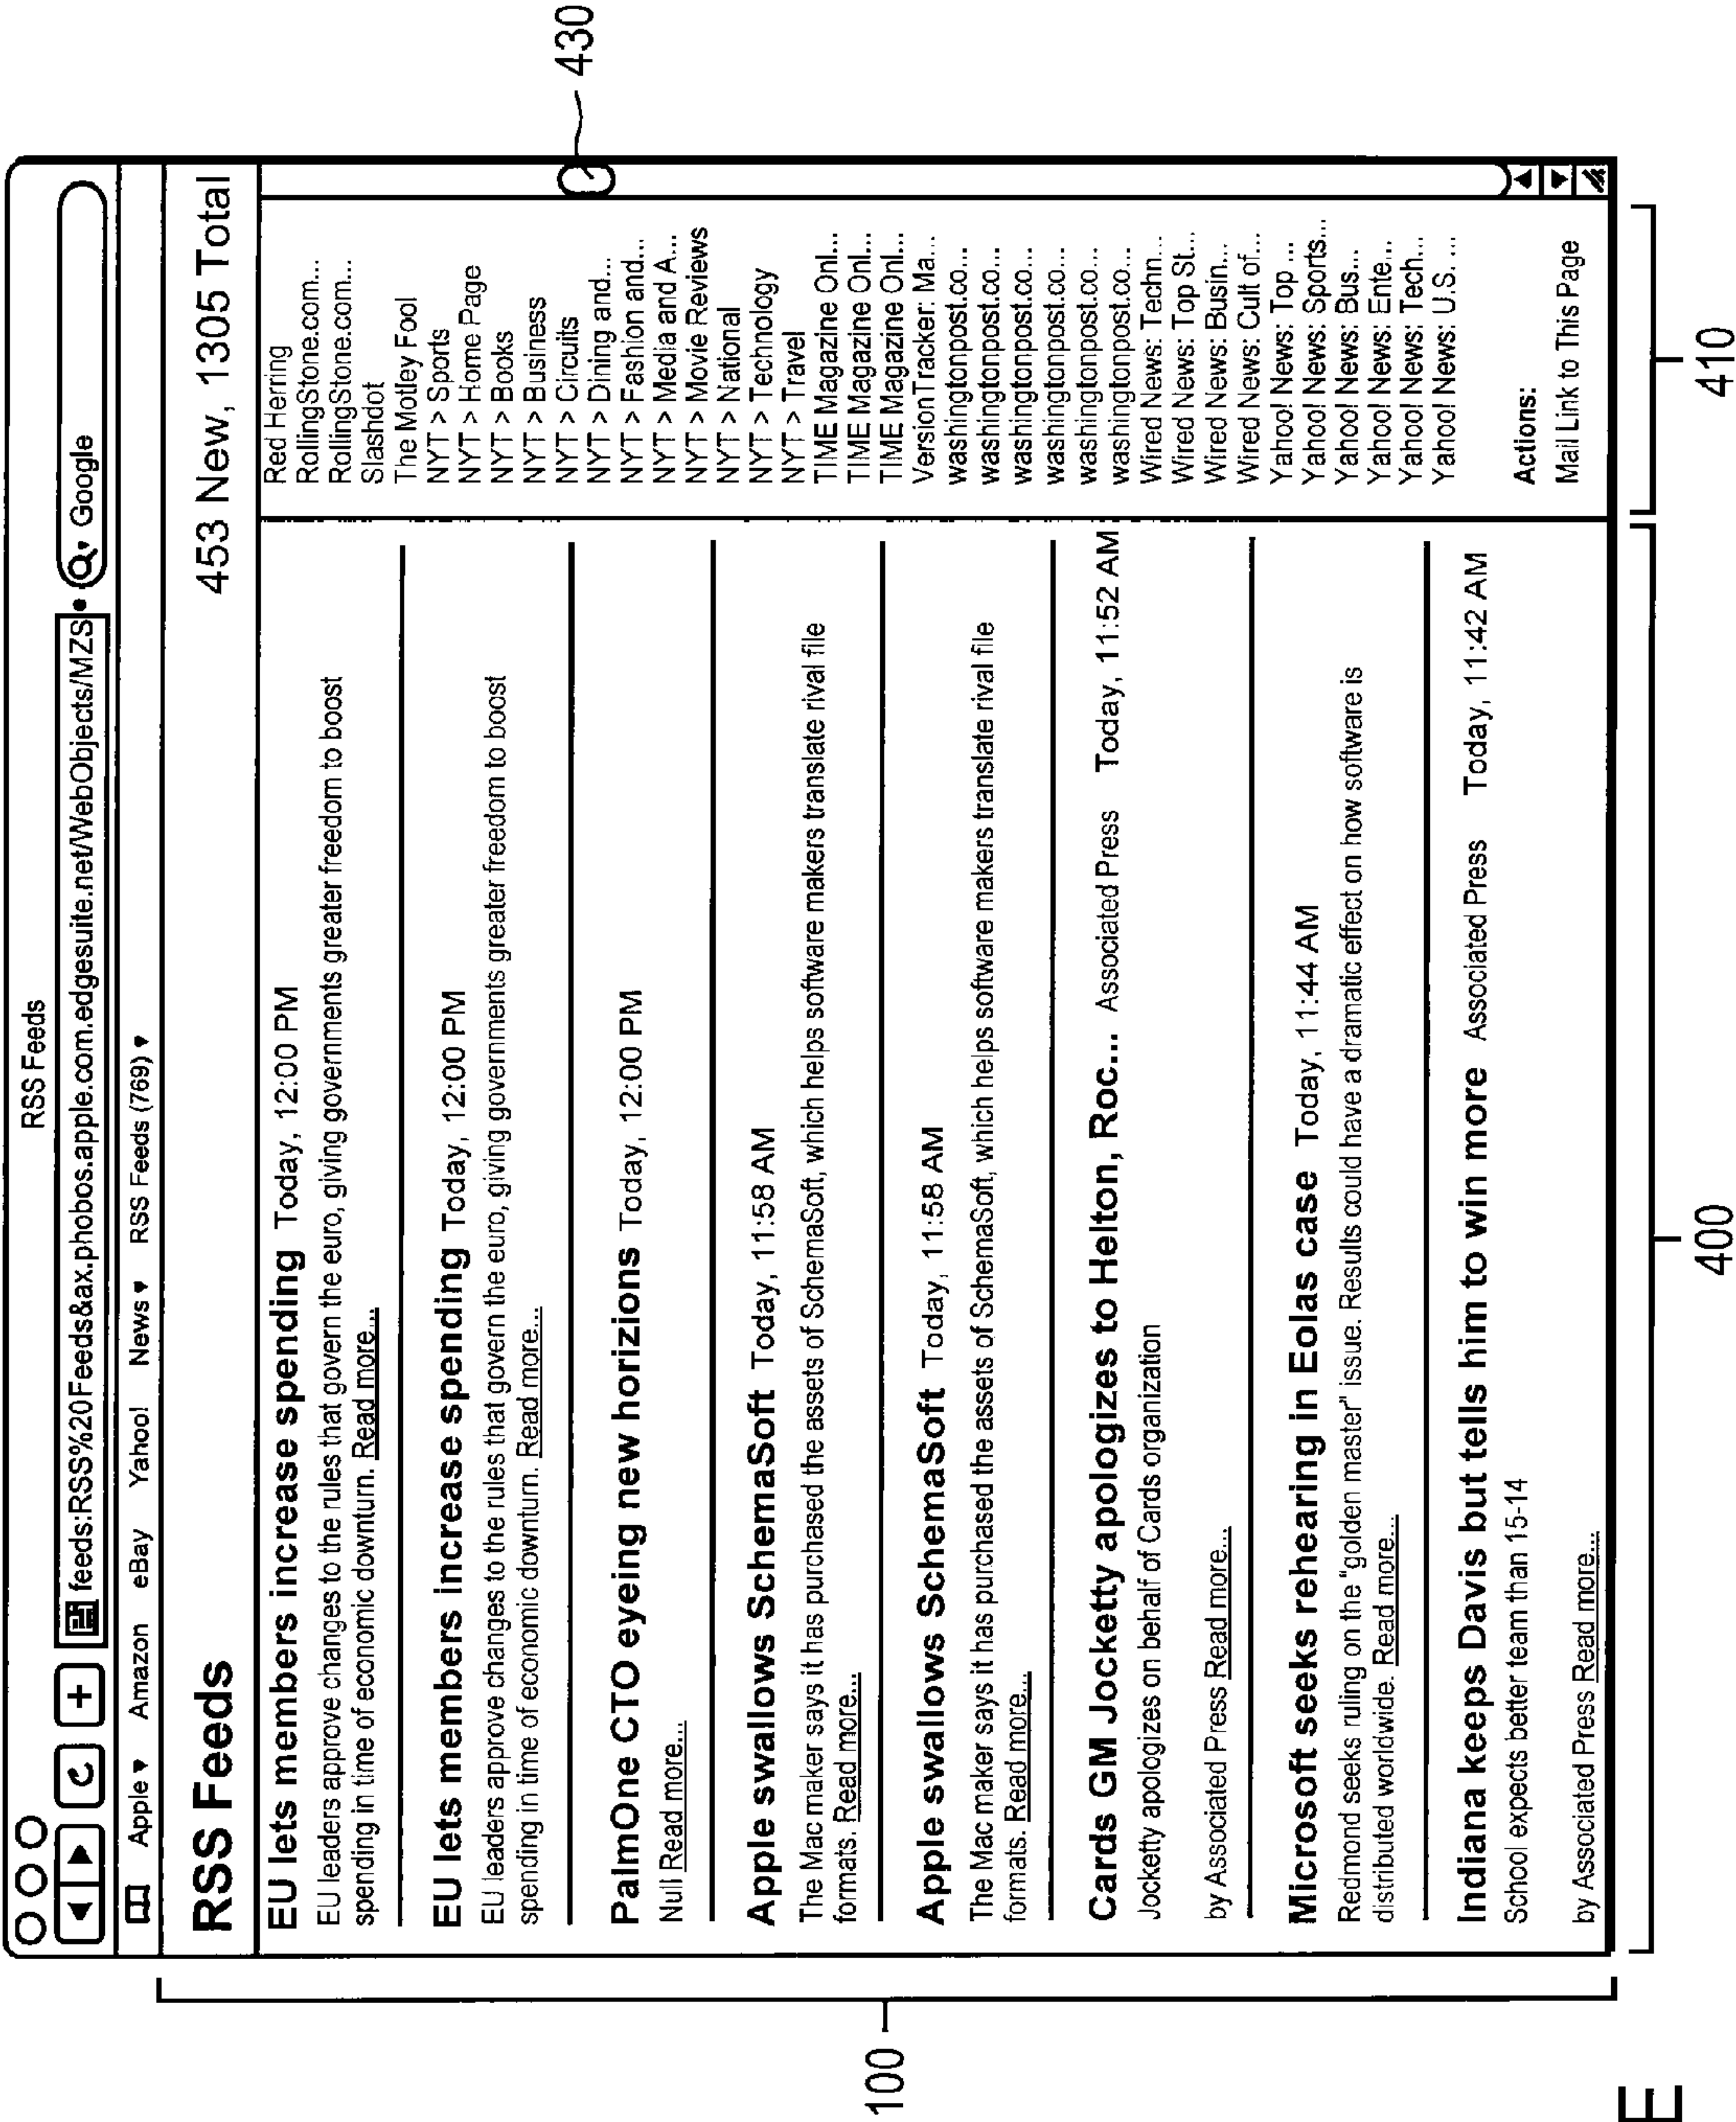 RSS Feeds
feeds:RSS%20Feeds&ax.phobos.apple.com.edgesuite.net/WebObjects/MZS
Google
Apple Amazon eBay Yahoo! News RSS Feeds (769)
RSS Feeds
453 New, 1305 Total
EU lets members increase spending Today, 12:00 PM
EU leaders approve changes to the rules that govern the euro, giving governments greater freedom to boost
spending in time of economic downturn. Read more...
EU lets members increase spending Today, 12:00 PM
EU leaders approve changes to the rules that govern the euro, giving governments greater freedom to boost
spending in time of economic downturn. Read more...
PalmOne CTO eyeing new horizions Today, 12:00 PM
Null Read more...
Apple swallows SchemaSoft Today, 11:58 AM
The Mac maker says it has purchased the assets of SchemaSoft, which helps software makers translate rival file
formats. Read more...
Apple swallows SchemaSoft Today, 11:58 AM
The Mac maker says it has purchased the assets of SchemaSoft, which helps software makers translate rival file
formats. Read more...
Cards GM Jocketty apologizes to Helton, Roc... Associated Press Today, 11:52 AM
Jocketty apologizes on behalf of Cards organization
by Associated Press Read more...
Microsoft seeks rehearing in Eolas case Today, 11:44 AM
Redmond seeks ruling on the "golden master" issue. Results could have a dramatic effect on how software is
distributed worldwide. Read more...
Indiana keeps Davis but tells him to win more Associated Press Today, 11:42 AM
School expects better team than 15-14
by Associated Press Read more...
Red Herring
RollingStone.com...
RollingStone.com...
Slashdot
The Motley Fool
NYT > Sports
NYT > Home Page
NYT > Books
NYT > Business
NYT > Circuits
NYT > Dining and...
NYT > Fashion and...
NYT > Media and A...
NYT > Movie Reviews
NYT > National
NYT > Technology
NYT > Travel
TIME Magazine Onl...
TIME Magazine Onl...
TIME Magazine Onl...
VersionTracker: Ma...
washingtonpost.co...
washingtonpost.co...
washingtonpost.co...
washingtonpost.co...
washingtonpost.co...
washingtonpost.co...
Wired News: Techn...
Wired News: Top St...
Wired News: Busin...
Wired News: Cult of...
Yahoo! News: Top ...
Yahoo! News: Sports...
Yahoo! News: Bus...
Yahoo! News: Ente...
Yahoo! News: Tech...
Yahoo! News: U.S. ...
Actions:
Mail Link to This Page
430
100
400
410
E